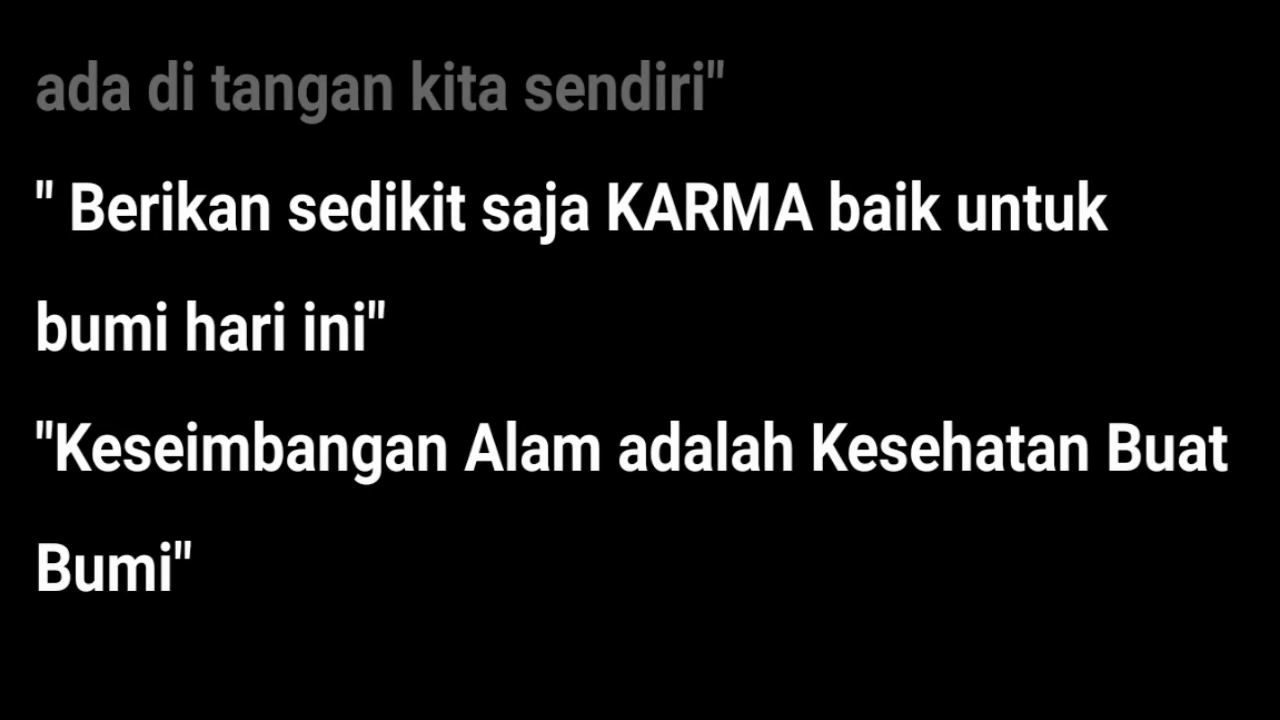 ada di tangan kita sendiri"
" Berikan sedikit saja KARMA baik untuk
bumi hari ini"
"Keseimbangan Alam adalah Kesehatan Buat
Bumi"